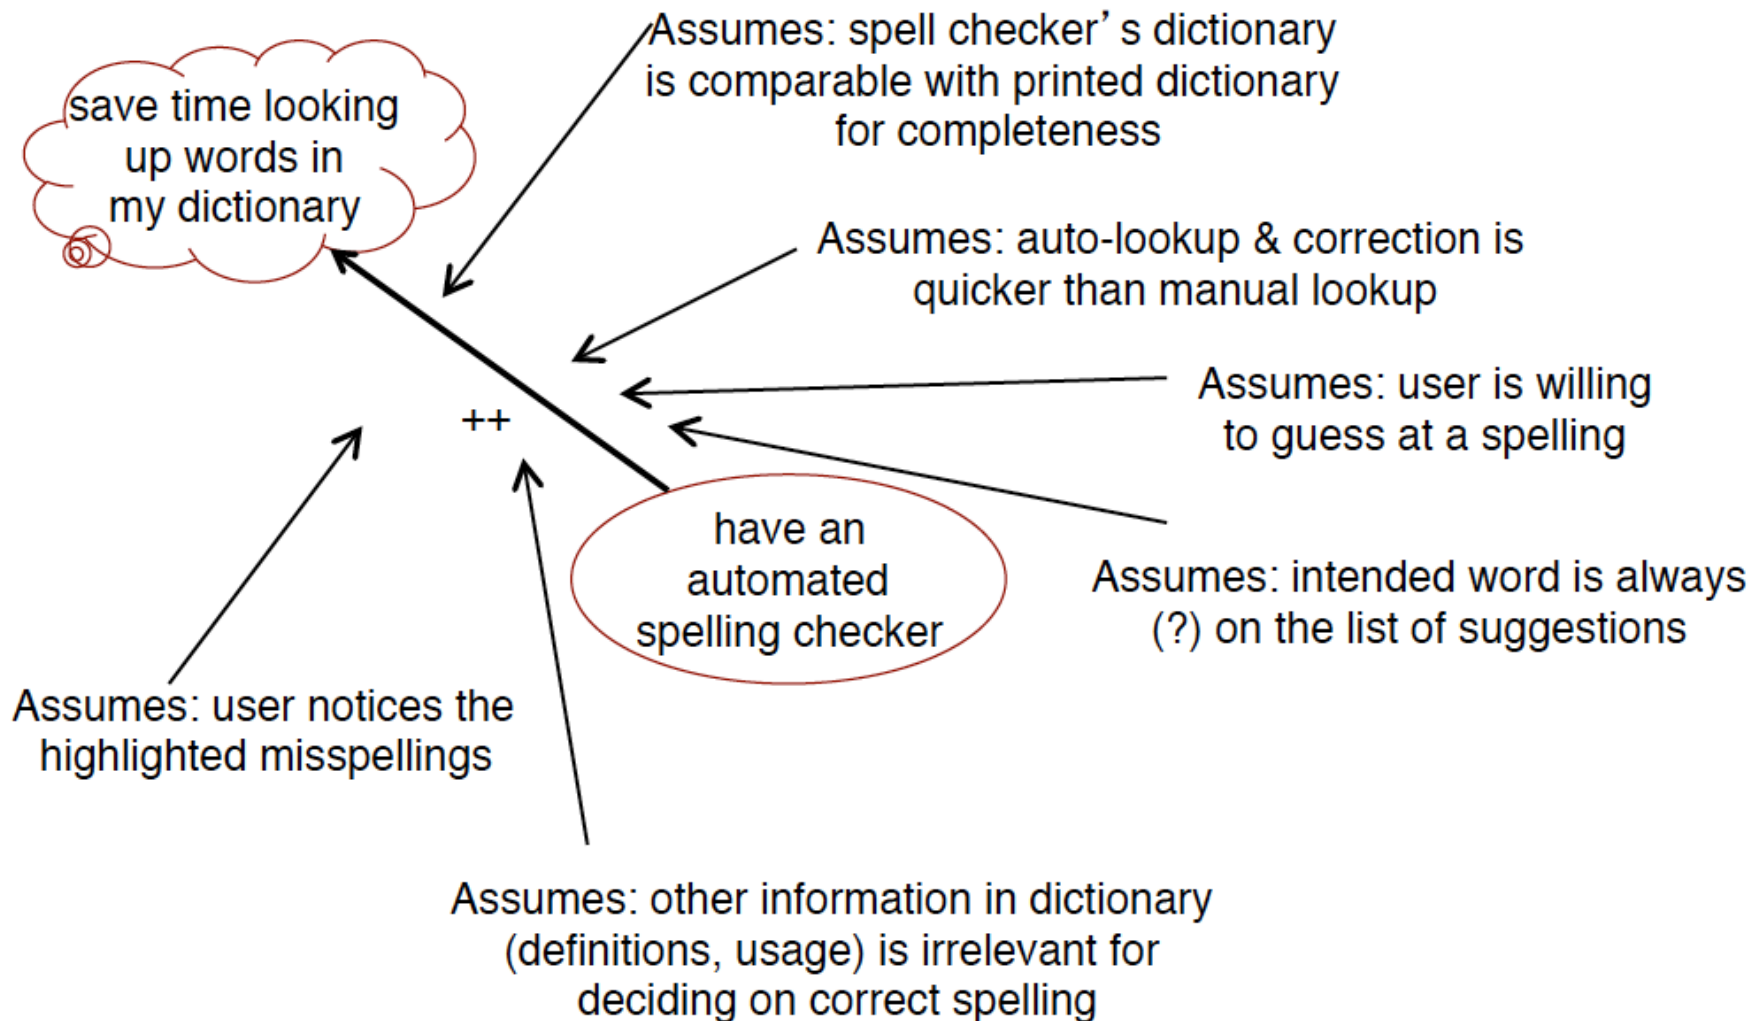 save time looking
up words in
my dictionary
Assumes: spell checker’s dictionary
is comparable with printed dictionary
for completeness
Assumes: auto-lookup & correction is
quicker than manual lookup
Assumes: user is willing
to guess at a spelling
++
have an
automated
spelling checker
Assumes: intended word is always
(?) on the list of suggestions
Assumes: user notices the
highlighted misspellings
Assumes: other information in dictionary
(definitions, usage) is irrelevant for
deciding on correct spelling